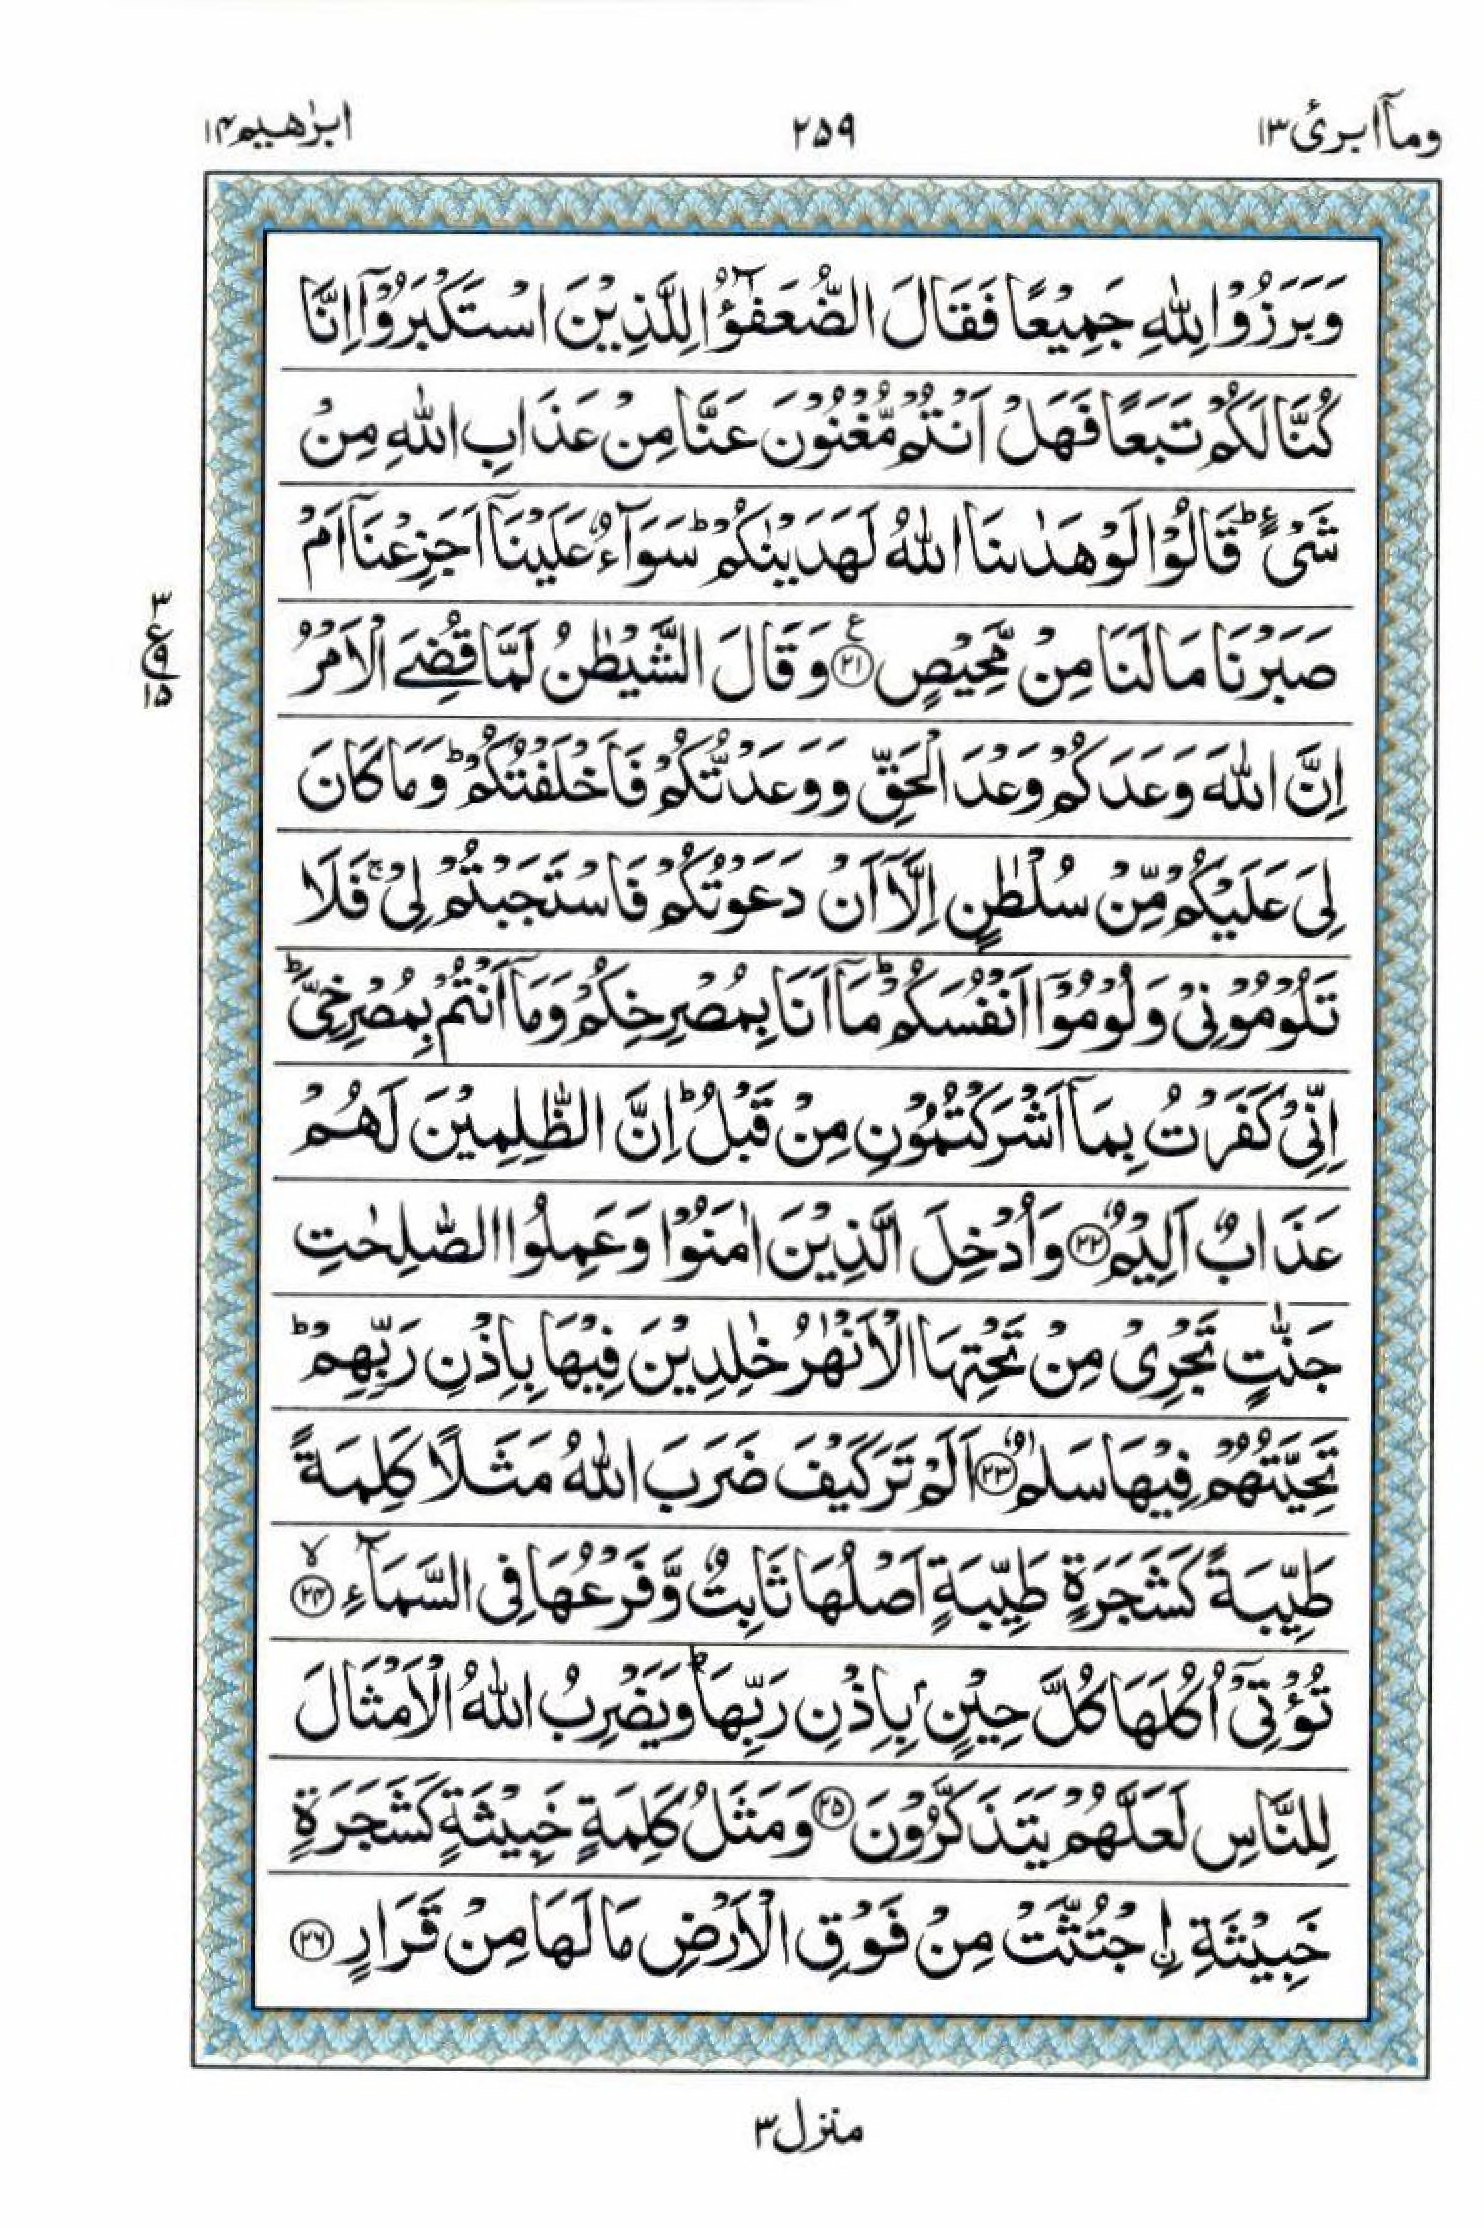 وماۤ ابرئ ١٣
٢٥٩
ابرٰهيم ١٤
وَبَرَزُوْا لِلّٰهِ جَمِيْعًا فَقَالَ الضُّعَفٰٓؤُا لِلَّذِيْنَ اسْتَكْبَرُوْۤا اِنَّا
كُنَّا لَكُمْ تَبَعًا فَهَلْ اَنْتُمْ مُّغْنُوْنَ عَنَّا مِنْ عَذَابِ اللّٰهِ مِنْ
شَىْءٍ ؕ قَالُوْا لَوْ هَدٰىنَا اللّٰهُ لَهَدَيْنٰكُمْ ؕ سَوَآءٌ عَلَيْنَاۤ اَجَزِعْنَاۤ اَمْ
صَبَرْنَا مَا لَنَا مِنْ مَّحِيْصٍ ﴿٢١﴾ ع وَقَالَ الشَّيْطٰنُ لَمَّا قُضِىَ الْاَمْرُ
٣
ع ٩
١٥
اِنَّ اللّٰهَ وَعَدَكُمْ وَعْدَ الْحَقِّ وَوَعَدْتُّكُمْ فَاَخْلَفْتُكُمْ ؕ وَمَا كَانَ
لِىَ عَلَيْكُمْ مِّنْ سُلْطٰنٍ اِلَّاۤ اَنْ دَعَوْتُكُمْ فَاسْتَجَبْتُمْ لِىْ ۚ فَلَا
تَلُوْمُوْنِىْ وَلُوْمُوْۤا اَنْفُسَكُمْ ؕ مَاۤ اَنَا بِمُصْرِخِكُمْ وَمَاۤ اَنْتُمْ بِمُصْرِخِىَّ ؕ
اِنِّىْ كَفَرْتُ بِمَاۤ اَشْرَكْتُمُوْنِ مِنْ قَبْلُ ؕ اِنَّ الظّٰلِمِيْنَ لَهُمْ
عَذَابٌ اَلِيْمٌ ﴿٢٢﴾ وَاُدْخِلَ الَّذِيْنَ اٰمَنُوْا وَعَمِلُوا الصّٰلِحٰتِ
جَنّٰتٍ تَجْرِىْ مِنْ تَحْتِهَا الْاَنْهٰرُ خٰلِدِيْنَ فِيْهَا بِاِذْنِ رَبِّهِمْ ؕ
تَحِيَّتُهُمْ فِيْهَا سَلٰمٌ ﴿٢٣﴾ اَلَمْ تَرَ كَيْفَ ضَرَبَ اللّٰهُ مَثَلًا كَلِمَةً
طَيِّبَةً كَشَجَرَةٍ طَيِّبَةٍ اَصْلُهَا ثَابِتٌ وَّفَرْعُهَا فِى السَّمَآءِ ﴿٢٤﴾ ۙ
تُؤْتِىْۤ اُكُلَهَا كُلَّ حِيْنٍۭ بِاِذْنِ رَبِّهَا ؕ وَيَضْرِبُ اللّٰهُ الْاَمْثَالَ
لِلنَّاسِ لَعَلَّهُمْ يَتَذَكَّرُوْنَ ﴿٢٥﴾ وَمَثَلُ كَلِمَةٍ خَبِيْثَةٍ كَشَجَرَةٍ
خَبِيْثَةِ ۨ اجْتُثَّتْ مِنْ فَوْقِ الْاَرْضِ مَا لَهَا مِنْ قَرَارٍ ﴿٢٦﴾
منزل ٣